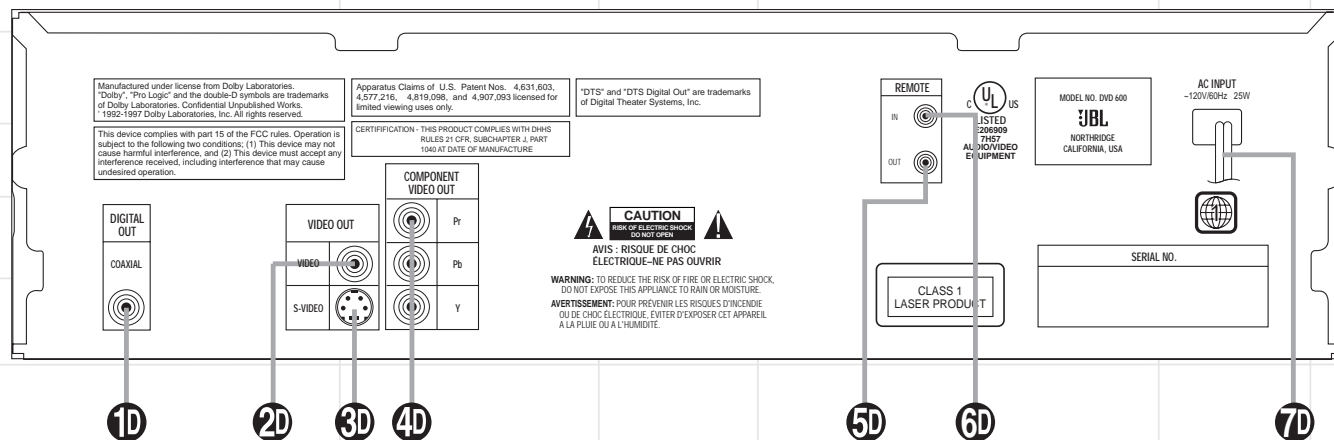 Manufactured under license from Dolby Laboratories.
"Dolby", "Pro Logic" and the double-D symbols are trademarks
of Dolby Laboratories. Confidential Unpublished Works.
' 1992-1997 Dolby Laboratories, Inc. All rights reserved.
This device complies with part 15 of the FCC rules. Operation is
subject to the following two conditions; (1) This device may not
cause harmful interference, and (2) This device must accept any
interference received, including interference that may cause
undesired operation.
Apparatus Claims of U.S. Patent Nos. 4,631,603,
4,577,216, 4,819,098, and 4,907,093 licensed for
limited viewing uses only.
CERTIFIFICATION - THIS PRODUCT COMPLIES WITH DHHS
RULES 21 CFR, SUBCHAPTER J, PART
1040 AT DATE OF MANUFACTURE
"DTS" and "DTS Digital Out" are trademarks
of Digital Theater Systems, Inc.
DIGITAL
OUT
COAXIAL
VIDEO OUT
VIDEO
S-VIDEO
COMPONENT
VIDEO OUT
Pr
Pb
Y
CAUTION
RISK OF ELECTRIC SHOCK
DO NOT OPEN
AVIS : RISQUE DE CHOC
ÉLECTRIQUE–NE PAS OUVRIR
WARNING: TO REDUCE THE RISK OF FIRE OR ELECTRIC SHOCK,
DO NOT EXPOSE THIS APPLIANCE TO RAIN OR MOISTURE.
AVERTISSEMENT: POUR PRÉVENIR LES RISQUES D'INCENDIE
OU DE CHOC ÉLECTRIQUE, ÉVITER D'EXPOSER CET APPAREIL
A LA PLUIE OU A L'HUMIDITÉ.
REMOTE
IN
OUT
C UL US
LISTED
E206909
7H57
AUDIO/VIDEO
EQUIPMENT
MODEL NO. DVD 600
JBL
NORTHRIDGE
CALIFORNIA, USA
AC INPUT
~120V/60Hz 25W
1
CLASS 1
LASER PRODUCT
SERIAL NO.
1D 2D 3D 4D 5D 6D 7D